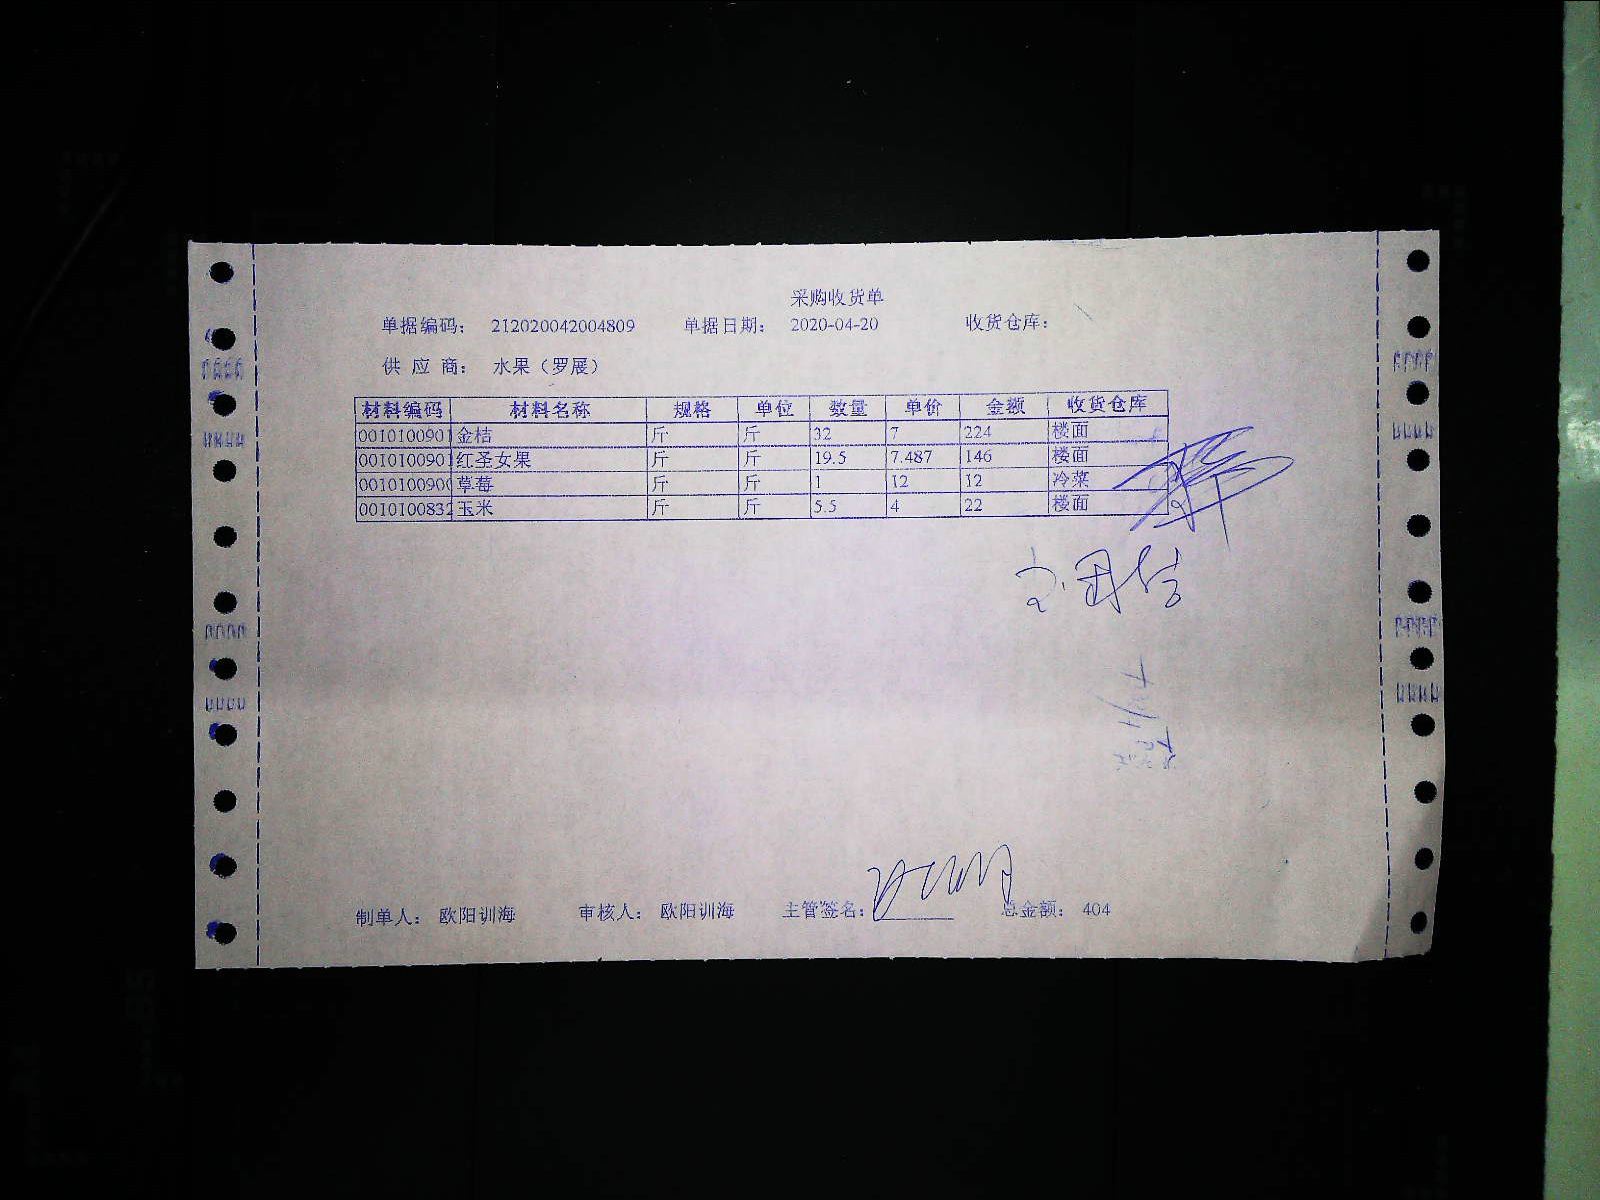 采购收货单
单据编码： 212020042004809 单据日期： 2020-04-20 收货仓库：
供 应 商： 水果（罗展）
材料编码 材料名称 规格 单位 数量 单价 金额 收货仓库
0010100901 金桔 斤 斤 32 7 224 楼面
0010100901 红圣女果 斤 斤 19.5 7.487 146 楼面
0010100900 草莓 斤 斤 1 12 12 冷菜
0010100832 玉米 斤 斤 5.5 4 22 楼面
制单人： 欧阳训海 审核人： 欧阳训海 主管签名： 总金额： 404